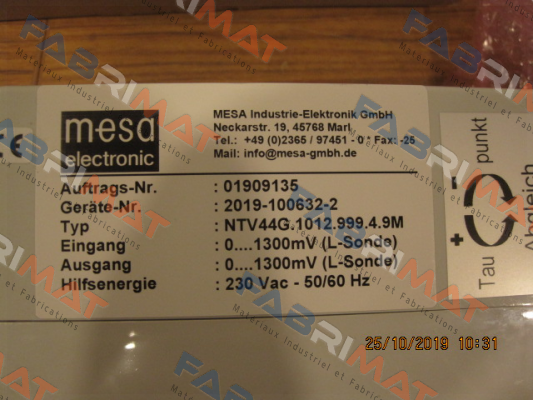 mesa
electronic
MESA Industrie-Elektronik GmbH
Neckarstr. 19, 45768 Marl
Tel.: +49 (0)2365 / 97451 - 0 Fax: -25
Mail: info@mesa-gmbh.de
Auftrags-Nr. : 01909135
Geräte-Nr. : 2019-100632-2
Typ : NTV44G.1012.999.4.9M
Eingang : 0....1300mV (L-Sonde)
Ausgang : 0....1300mV (L-Sonde)
Hilfsenergie : 230 Vac - 50/60 Hz
CE
Tau - + punkt
Abgleich
25/10/2019 10:31
FABRIMAT
Matériaux Industriel et Fabrications